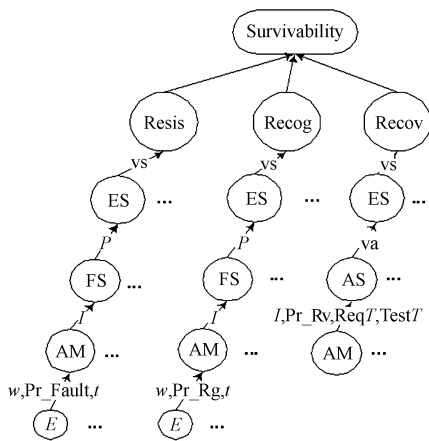 Survivability
Resis Recog Recov
vs vs vs
ES ... ES ... ES ...
P P va
FS ... FS ... AS ...
I I I,Pr_Rv,ReqT,TestT
AM ... AM ... AM ...
w,Pr_Fault,t w,Pr_Rg,t
E ... E ...